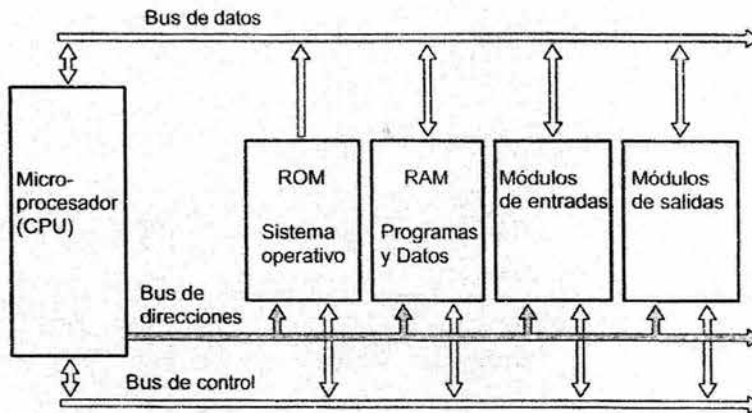 Bus de datos
Micro-
procesador
(CPU)
ROM
Sistema
operativo
RAM
Programas
y Datos
Módulos
de entradas
Módulos
de salidas
Bus de
direcciones
Bus de control